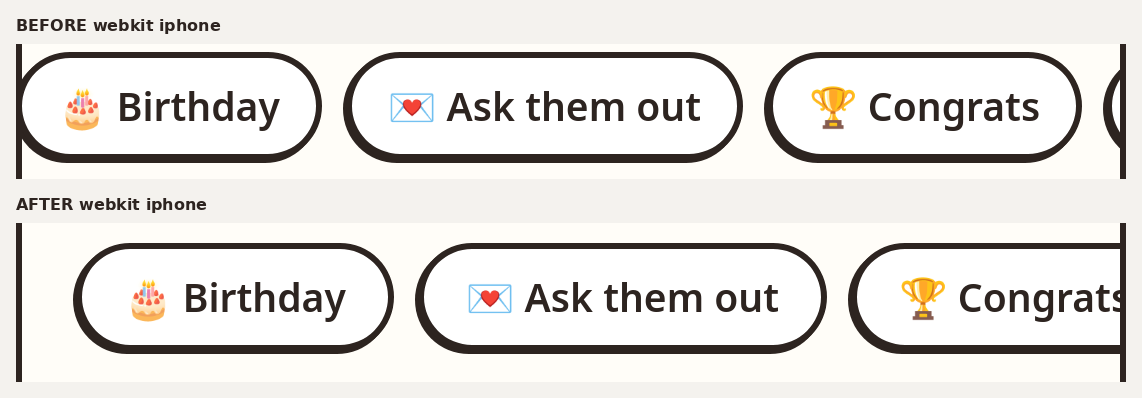 BEFORE webkit iphone
🎂 Birthday 💌 Ask them out 🏆 Congrats
AFTER webkit iphone
🎂 Birthday 💌 Ask them out 🏆 Congrats